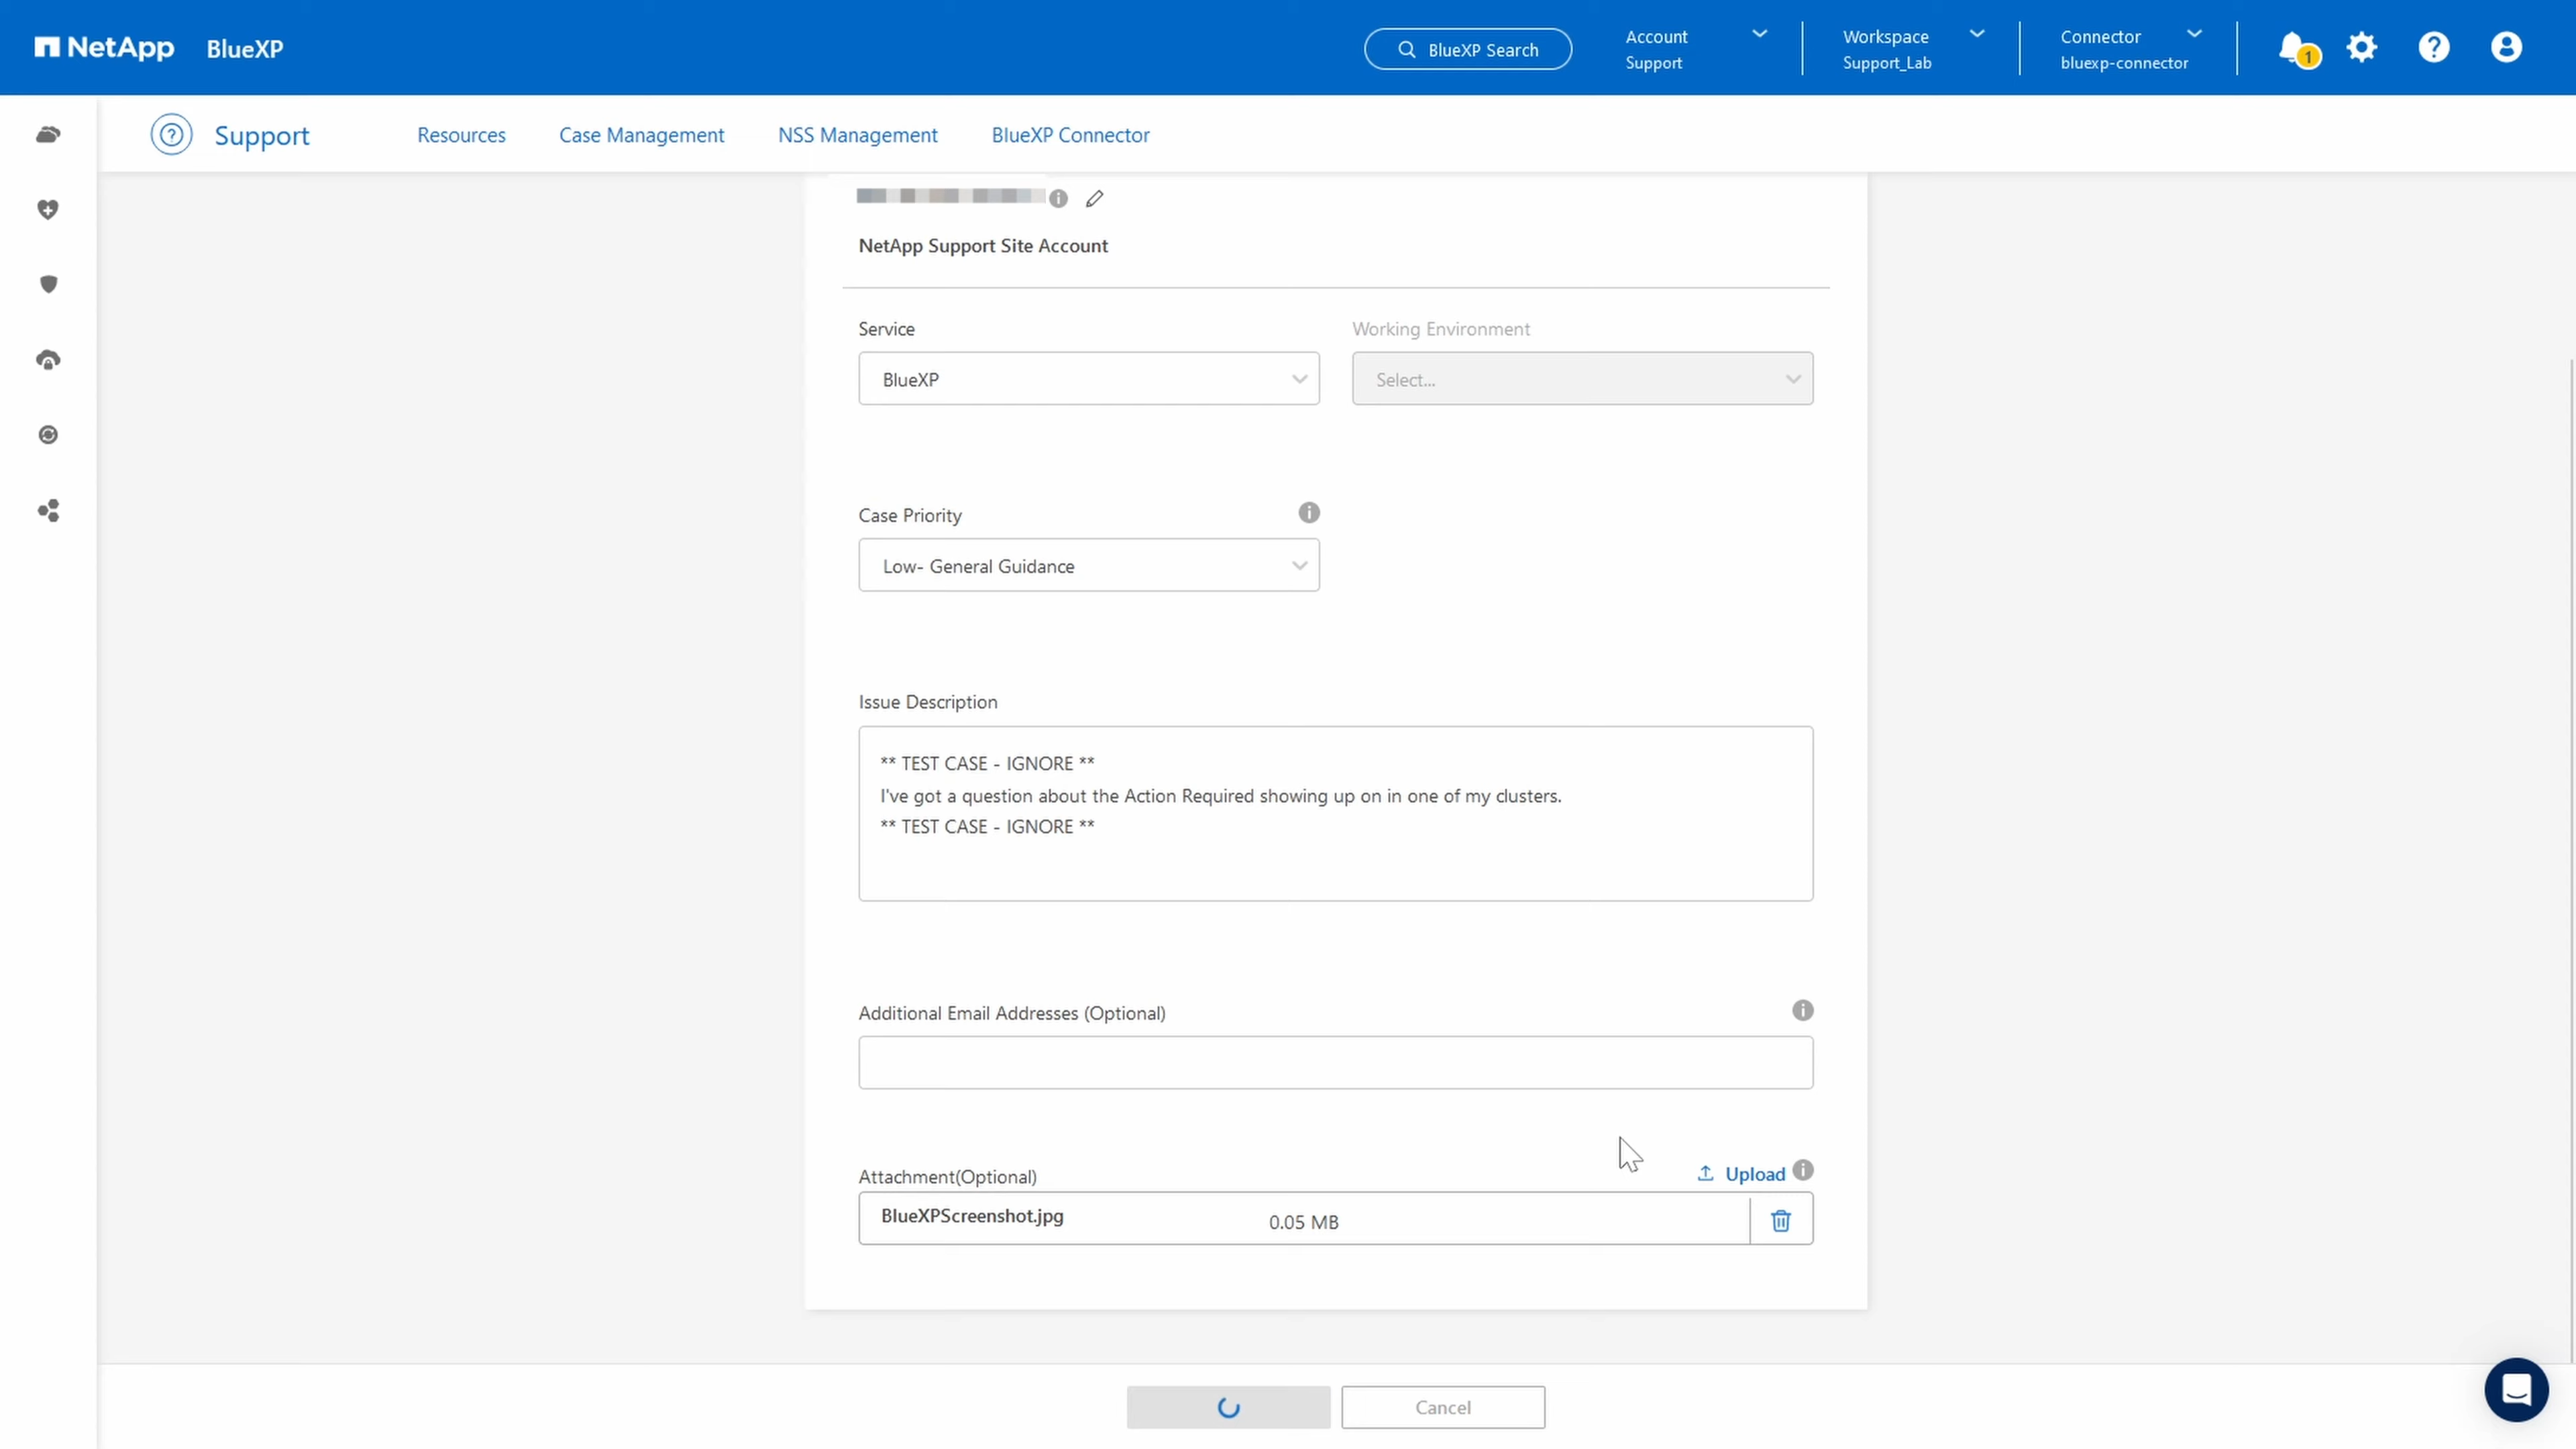 NetApp BlueXP
BlueXP Search
Account
Support
Workspace
Support_Lab
Connector
bluexp-connector
1
Support
Resources
Case Management
NSS Management
BlueXP Connector
NetApp Support Site Account
Service
Working Environment
BlueXP
Select...
Case Priority
Low- General Guidance
Issue Description
** TEST CASE - IGNORE **
I've got a question about the Action Required showing up on in one of my clusters.
** TEST CASE - IGNORE **
Additional Email Addresses (Optional)
Attachment(Optional)
Upload
BlueXPScreenshot.jpg
0.05 MB
Cancel